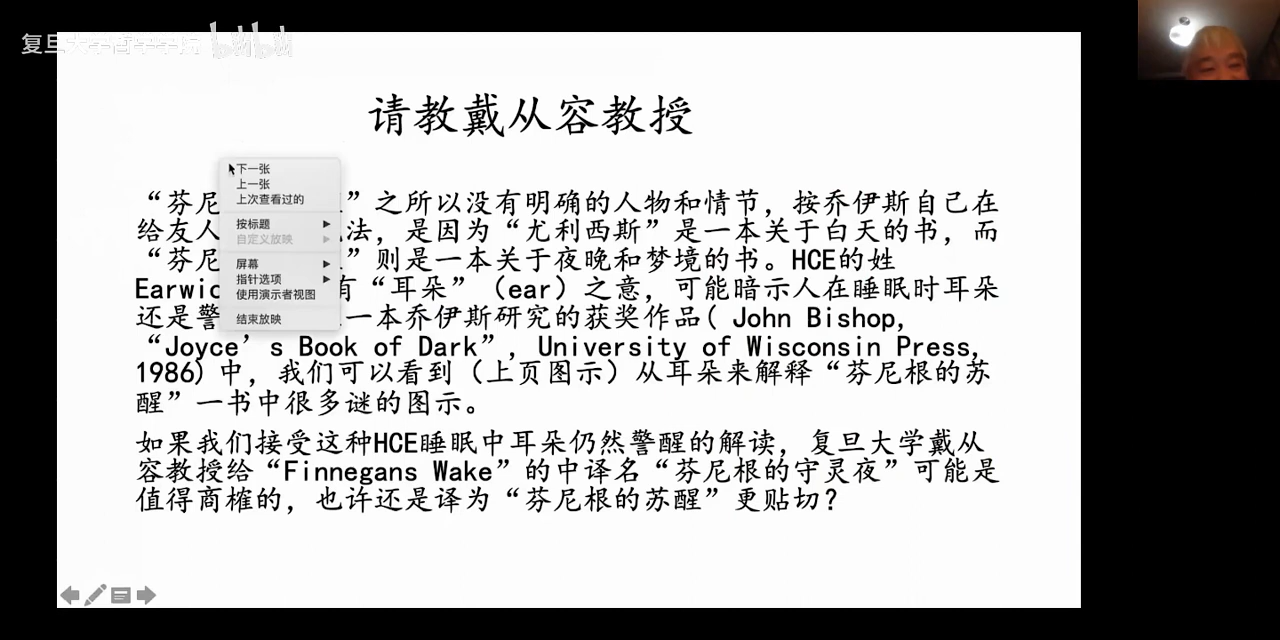 复旦大学哲学学院 bilibili
请教戴从容教授
“芬尼 ”之所以没有明确的人物和情节，按乔伊斯自己在
给友人 法，是因为“尤利西斯”是一本关于白天的书，而
“芬尼 ”则是一本关于夜晚和梦境的书。HCE的姓
Earwic 有“耳朵”（ear）之意，可能暗示人在睡眠时耳朵
还是警 一本乔伊斯研究的获奖作品( John Bishop,
“Joyce’s Book of Dark”, University of Wisconsin Press,
1986) 中，我们可以看到（上页图示）从耳朵来解释“芬尼根的苏
醒”一书中很多谜的图示。
如果我们接受这种HCE睡眠中耳朵仍然警醒的解读，复旦大学戴从
容教授给“Finnegans Wake”的中译名“芬尼根的守灵夜”可能是
值得商榷的，也许还是译为“芬尼根的苏醒”更贴切？
下一张
上一张
上次查看过的
按标题
自定义放映
屏幕
指针选项
使用演示者视图
结束放映